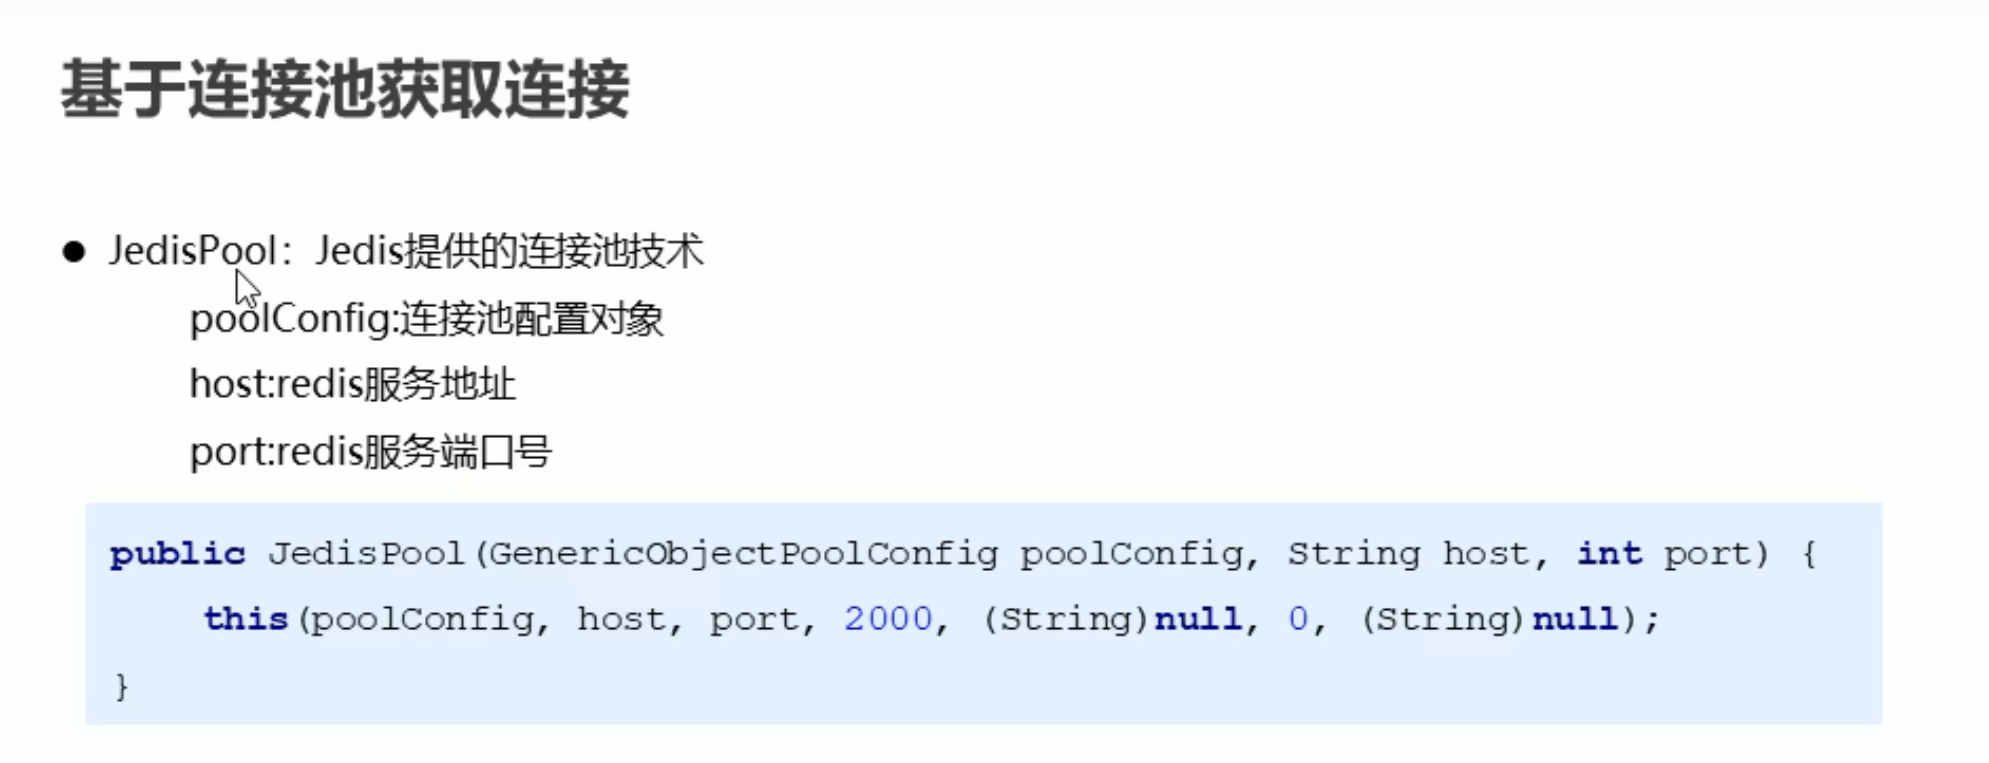 基于连接池获取连接
● JedisPool：Jedis提供的连接池技术
poolConfig:连接池配置对象
host:redis服务地址
port:redis服务端口号
public JedisPool(GenericObjectPoolConfig poolConfig, String host, int port) {
    this(poolConfig, host, port, 2000, (String)null, 0, (String)null);
}